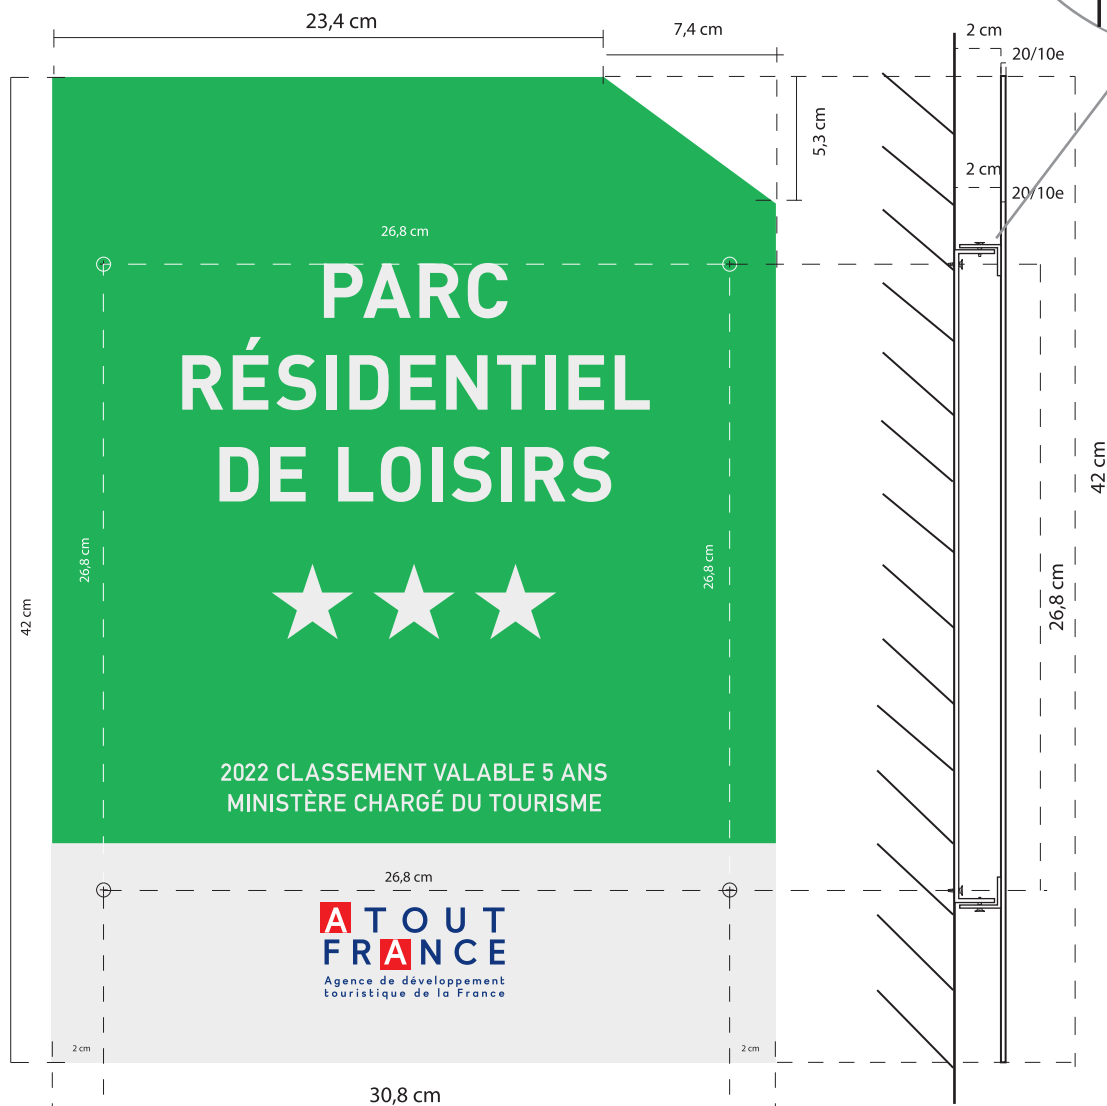 23,4 cm
7,4 cm
2 cm
20/10e
5,3 cm
2 cm
20/10e
26,8 cm
PARC
RÉSIDENTIEL
DE LOISIRS
26,8 cm
26,8 cm
42 cm
42 cm
26,8 cm
2022 CLASSEMENT VALABLE 5 ANS
MINISTÈRE CHARGÉ DU TOURISME
26,8 cm
ATOUT
FRANCE
Agence de développement
touristique de la France
2 cm
2 cm
30,8 cm